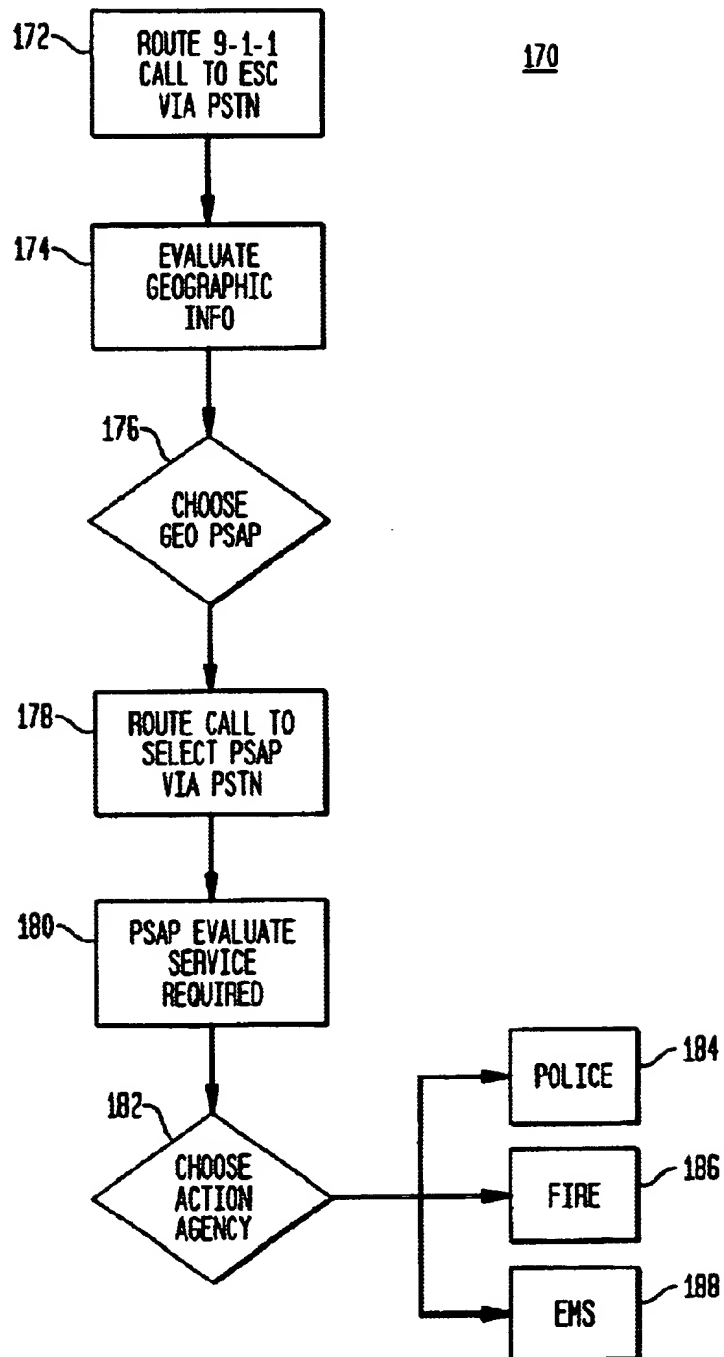 172
ROUTE 9-1-1
CALL TO ESC
VIA PSTN
170
174
EVALUATE
GEOGRAPHIC
INFO
176
CHOOSE
GEO PSAP
178
ROUTE CALL TO
SELECT PSAP
VIA PSTN
180
PSAP EVALUATE
SERVICE
REQUIRED
182
CHOOSE
ACTION
AGENCY
POLICE
184
FIRE
186
EMS
188